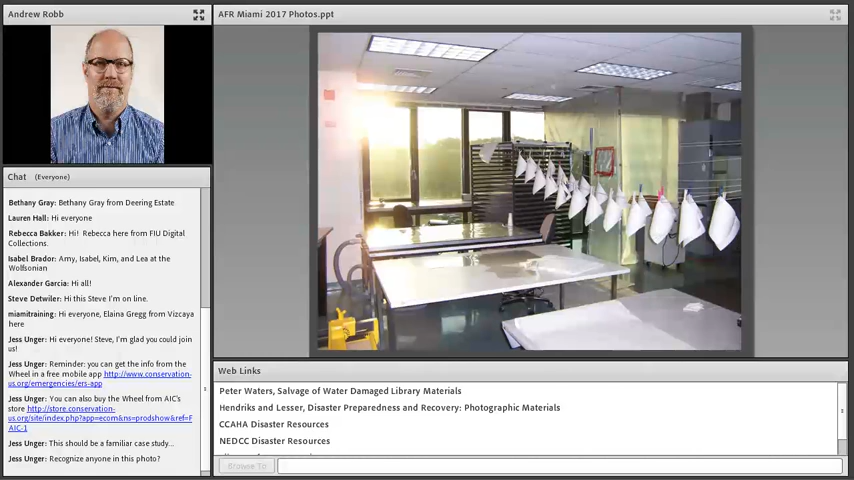 Andrew Robb
AFR Miami 2017 Photos.ppt
Chat (Everyone)
Bethany Gray: Bethany Gray from Deering Estate
Lauren Hall: Hi everyone
Rebecca Bakker: Hi! Rebecca here from FIU Digital
Collections.
Isabel Brador: Amy, Isabel, Kim, and Lea at the
Wolfsonian
Alexander Garcia: Hi all!
Steve Detwiler: Hi this Steve I'm on line.
miamitraining: Hi everyone, Elaina Gregg from Vizcaya
here
Jess Unger: Hi everyone! Steve, I'm glad you could join
us!
Jess Unger: Reminder: you can get the info from the
Wheel in a free mobile app http://www.conservation-
us.org/emergencies/ers-app
Jess Unger: You can also buy the Wheel from AIC's
store http://store.conservation-
us.org/site/index.php?app=ecom&ns=prodshow&ref=F
AIC-1
Jess Unger: This should be a familiar case study...
Jess Unger: Recognize anyone in this photo?
Web Links
Peter Waters, Salvage of Water Damaged Library Materials
Hendriks and Lesser, Disaster Preparedness and Recovery: Photographic Materials
CCAHA Disaster Resources
NEDCC Disaster Resources
Browse To